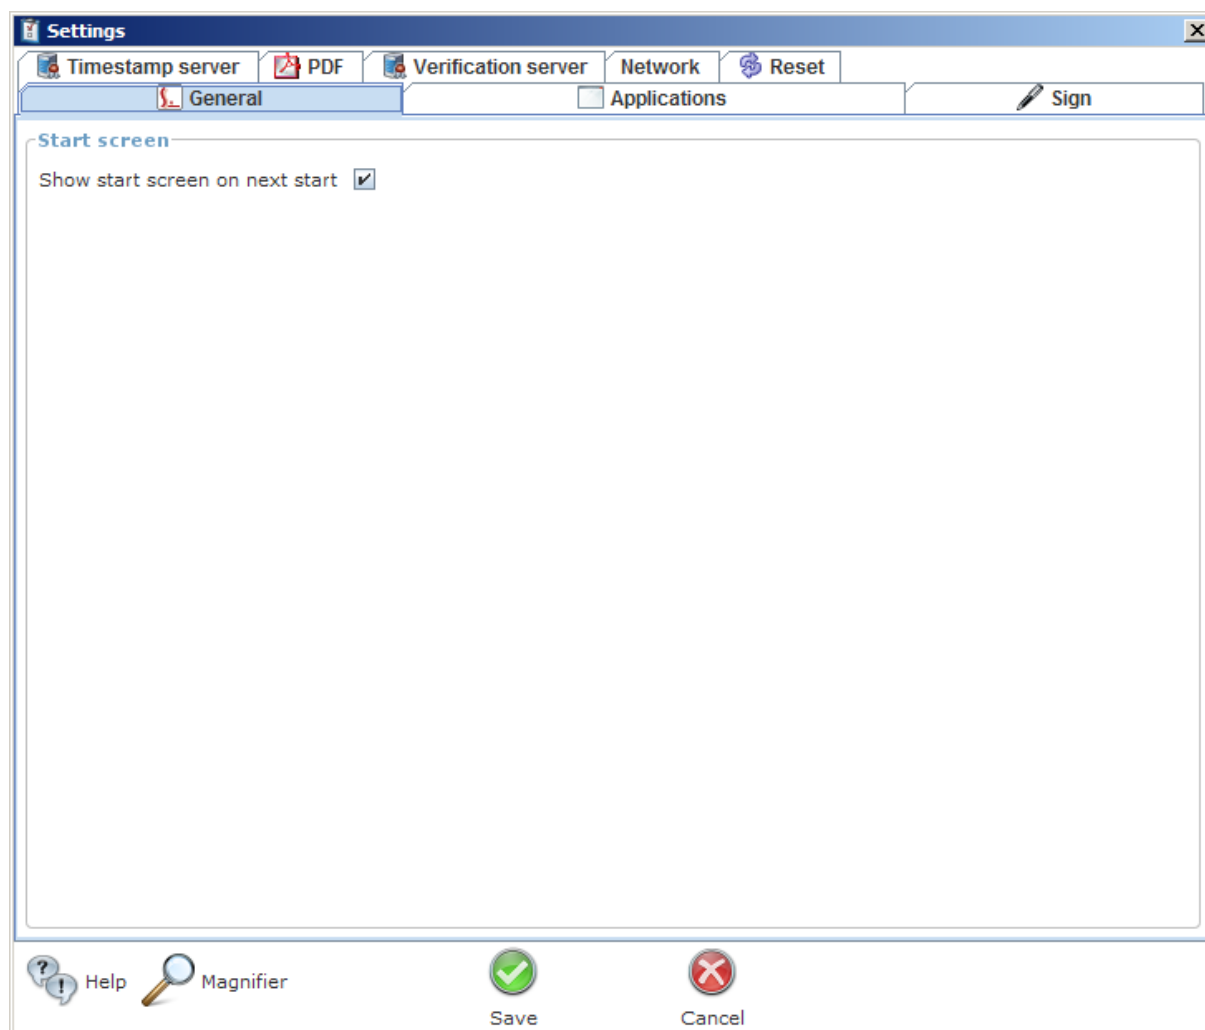 Settings
Timestamp server PDF Verification server Network Reset
General Applications Sign
Start screen
Show start screen on next start
Help Magnifier
Save Cancel